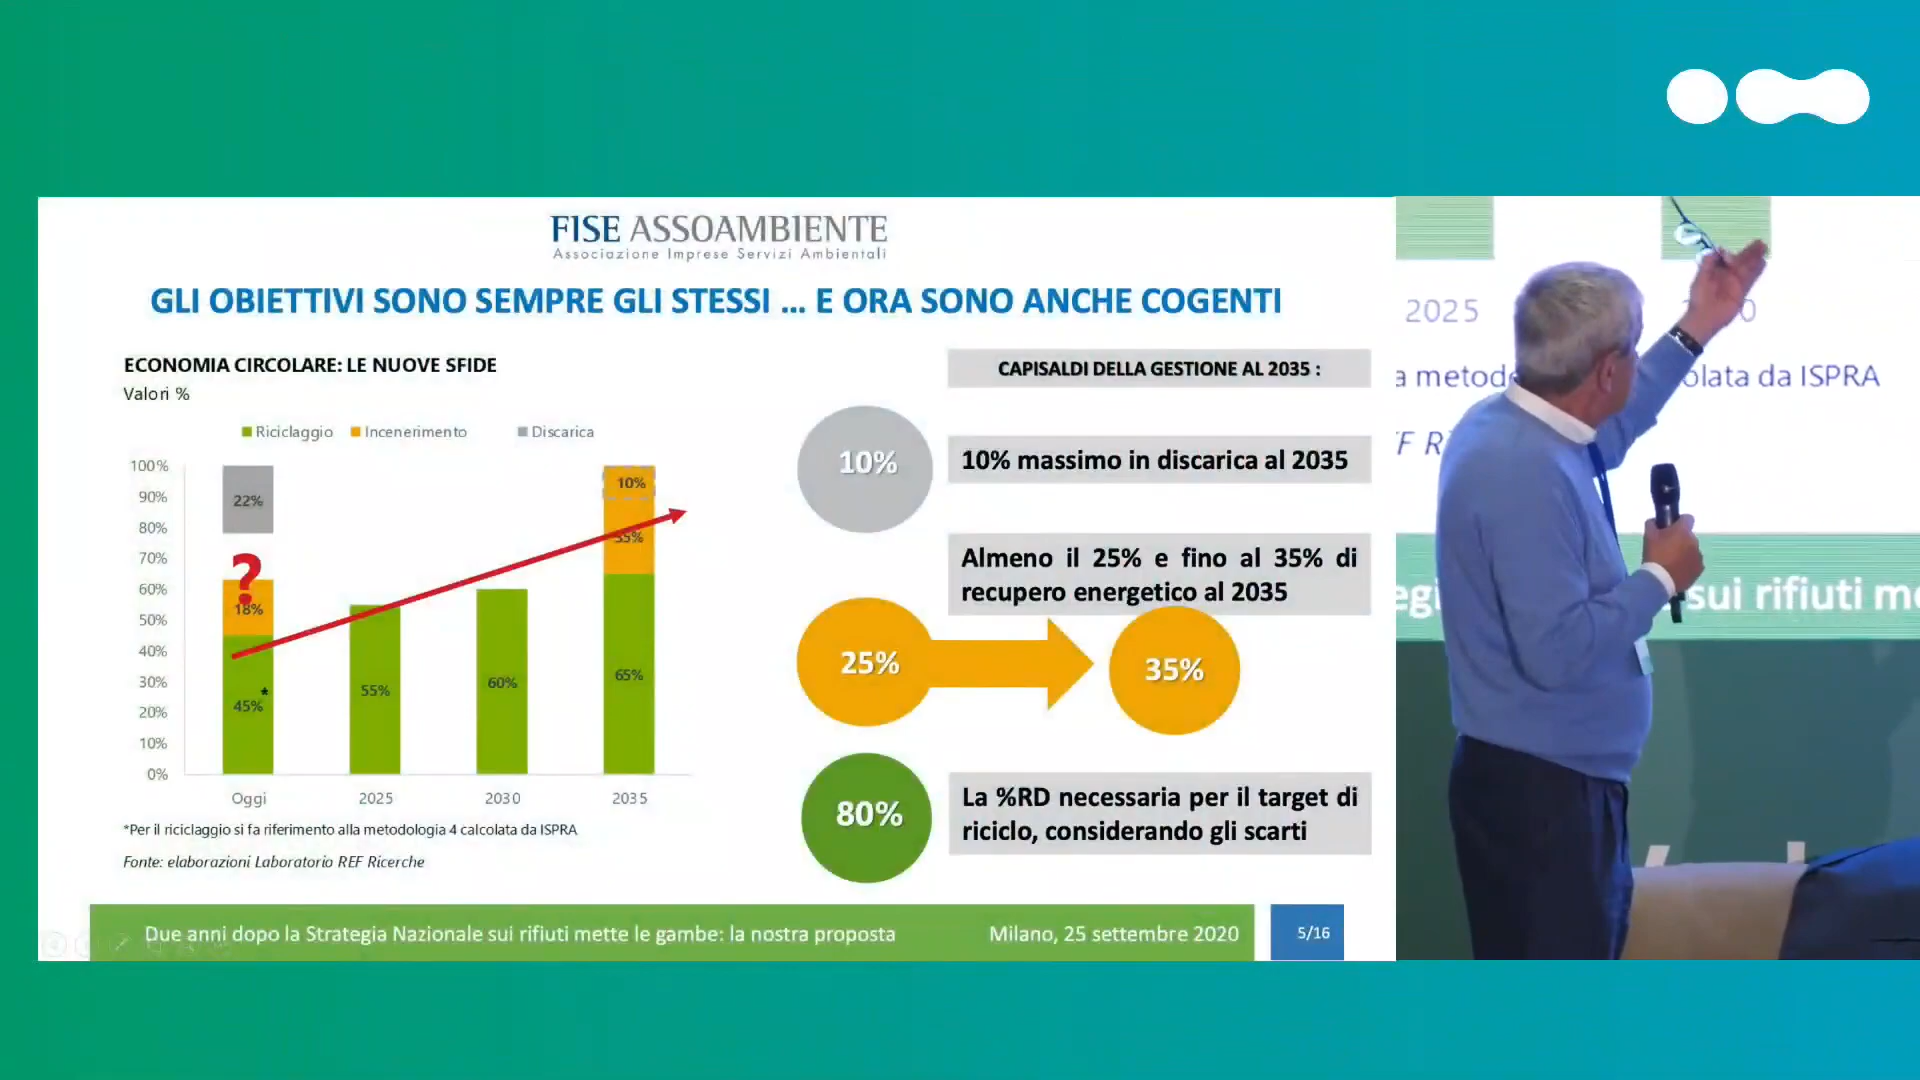 FISE ASSOAMBIENTE
Associazione Imprese Servizi Ambientali
GLI OBIETTIVI SONO SEMPRE GLI STESSI ... E ORA SONO ANCHE COGENTI
ECONOMIA CIRCOLARE: LE NUOVE SFIDE
Valori %
Riciclaggio Incenerimento Discarica
100%
90%
80%
70%
60%
50%
40%
30%
20%
10%
0%
22%
?
18%
45% *
55%
60%
10%
35%
65%
Oggi 2025 2030 2035
*Per il riciclaggio si fa riferimento alla metodologia 4 calcolata da ISPRA
Fonte: elaborazioni Laboratorio REF Ricerche
CAPISALDI DELLA GESTIONE AL 2035 :
10%
10% massimo in discarica al 2035
Almeno il 25% e fino al 35% di
recupero energetico al 2035
25%
35%
80%
La %RD necessaria per il target di
riciclo, considerando gli scarti
Due anni dopo la Strategia Nazionale sui rifiuti mette le gambe: la nostra proposta
Milano, 25 settembre 2020
5/16
2025
a metod
olata da ISPRA
sui rifiuti m